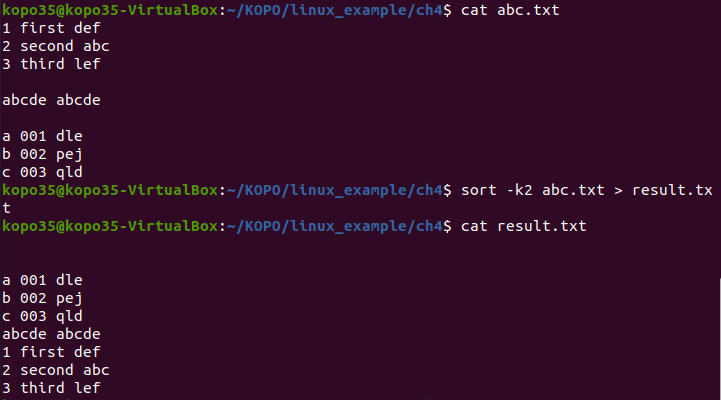 kopo35@kopo35-VirtualBox:~/KOPO/linux_example/ch4$ cat abc.txt
1 first def
2 second abc
3 third lef

abcde abcde

a 001 dle
b 002 pej
c 003 qld
kopo35@kopo35-VirtualBox:~/KOPO/linux_example/ch4$ sort -k2 abc.txt > result.tx
t
kopo35@kopo35-VirtualBox:~/KOPO/linux_example/ch4$ cat result.txt


a 001 dle
b 002 pej
c 003 qld
abcde abcde
1 first def
2 second abc
3 third lef